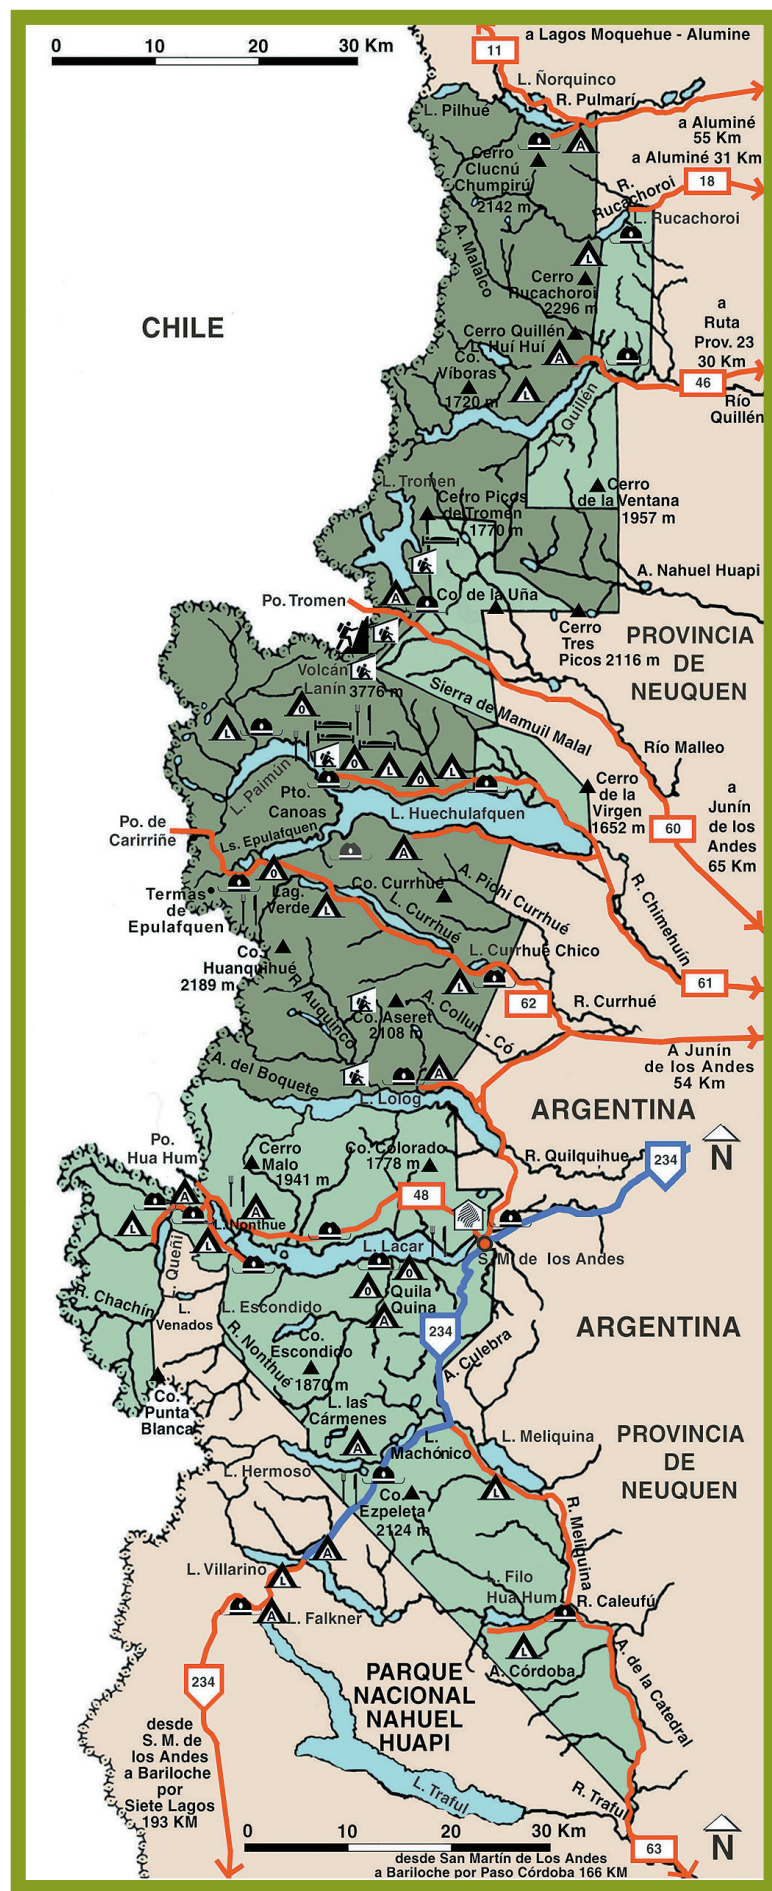 0 10 20 30 Km
11
a Lagos Moquehue - Alumine
L. Ñorquinco
R. Pulmarí
L. Pilhué
a Aluminé
55 Km
a Aluminé 31 Km
Cerro
Clucnú
Chumpirú
2142 m
R.
Rucachoroi
18
L. Rucachoroi
A. Malalco
A
L
Cerro
Rucachoroi
2296 m
CHILE
a
Ruta
Prov. 23
30 Km
Cerro Quillén
Huí Huí
A
Co.
Víboras
1720 m
L
46
Río
Quillén
L. Quillén
L. Tromen
Cerro Picos
de Tromen
1770 m
Cerro
de la Ventana
1957 m
A. Nahuel Huapi
Po. Tromen
A
Co. de la Uña
Cerro
Tres
Picos 2116 m
PROVINCIA
DE
NEUQUEN
Volcán
Lanín 3776 m
Sierra de Mamuil Malal
Río Malleo
0
L
0
L
0
L
L. Paimún
Pto.
Canoas
L. Huechulafquen
Cerro
de la
Virgen
1652 m
a
Junín
de los
Andes
65 Km
60
Po. de
Carirriñe
Ls. Epulafquen
A
0
Termas
de
Epulafquen
Lag.
Verde
L
Co. Currhué
L. Currhué
A. Pichi Currhué
R. Chimehuín
Co.
Huanquihué
2189 m
L. Currhué Chico
L
61
62
R. Currhué
R. Auquinco
Co. Aseret
2108 m
A. Collun - Có
A Junín
de los Andes
54 Km
A. del Boquete
A
L. Lolog
ARGENTINA
N
Po.
Hua Hum
Cerro
Malo
1941 m
Co. Colorado
1778 m
R. Quilquihue
234
48
A
L
L
A
L. Nonthue
L. Lacar
S. M. de los Andes
L. Queñi
R. Chachín
L.
Venados
L. Escondido
0
0
Quila
Quina
A
234
R. Nonthué
Co.
Escondido
1870 m
A. Culebra
ARGENTINA
Co.
Punta
Blanca
L. las
Cármenes
A
L.
Machónico
L. Meliquina
PROVINCIA
DE
NEUQUEN
L. Hermoso
Co.
Ezpeleta
2124 m
L
R. Meliquina
A
L. Villarino
L
L. Filo
Hua Hum
R. Caleufú
A
L. Falkner
L
A. Córdoba
A. de la Catedral
234
PARQUE
NACIONAL
NAHUEL
HUAPI
desde
S. M. de
los Andes
a Bariloche
por
Siete Lagos
193 KM
L. Traful
R. Traful
N
0 10 20 30 Km
63
desde San Martín de Los Andes
a Bariloche por Paso Córdoba 166 KM